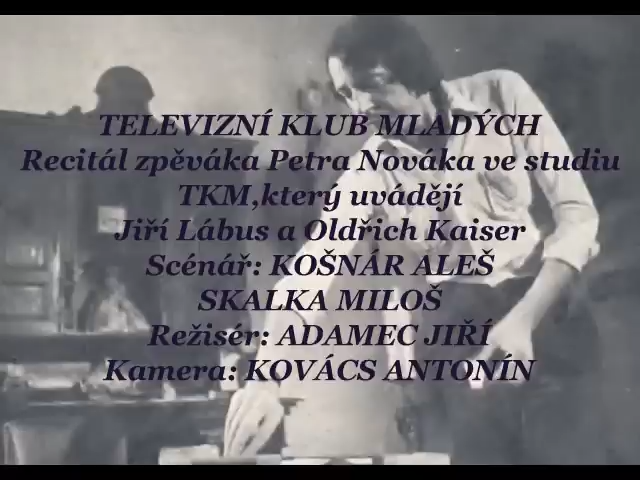 TELEVIZNÍ KLUB MLADÝCH
Recitál zpěváka Petra Nováka ve studiu
TKM,který uvádějí
Jiří Lábus a Oldřich Kaiser
Scénář: KOŠNÁR ALEŠ
SKALKA MILOŠ
Režisér: ADAMEC JIŘÍ
Kamera: KOVÁCS ANTONÍN